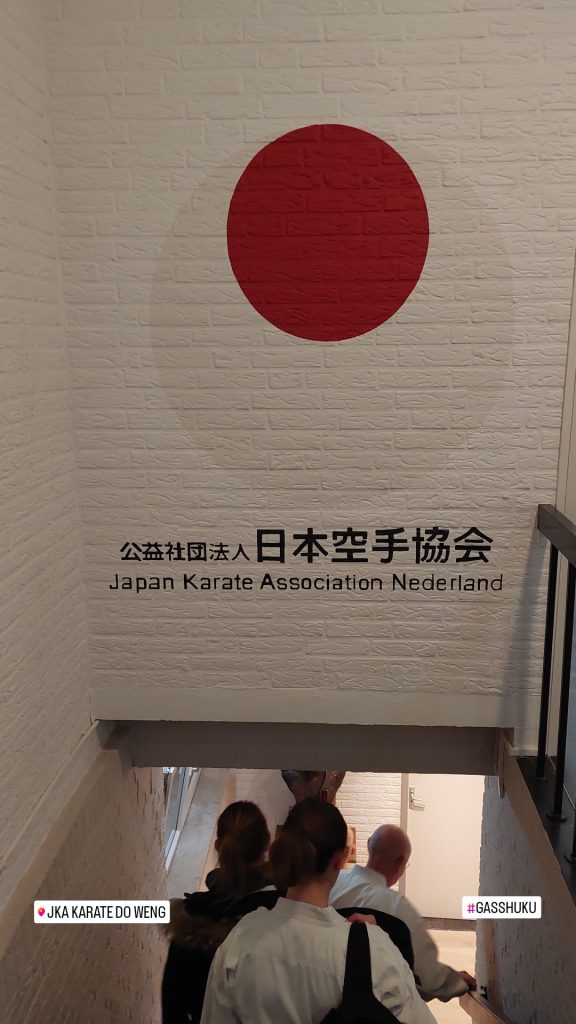 公益社団法人日本空手協会
Japan Karate Association Nederland
JKA KARATE DO WENG
#GASSHUKU